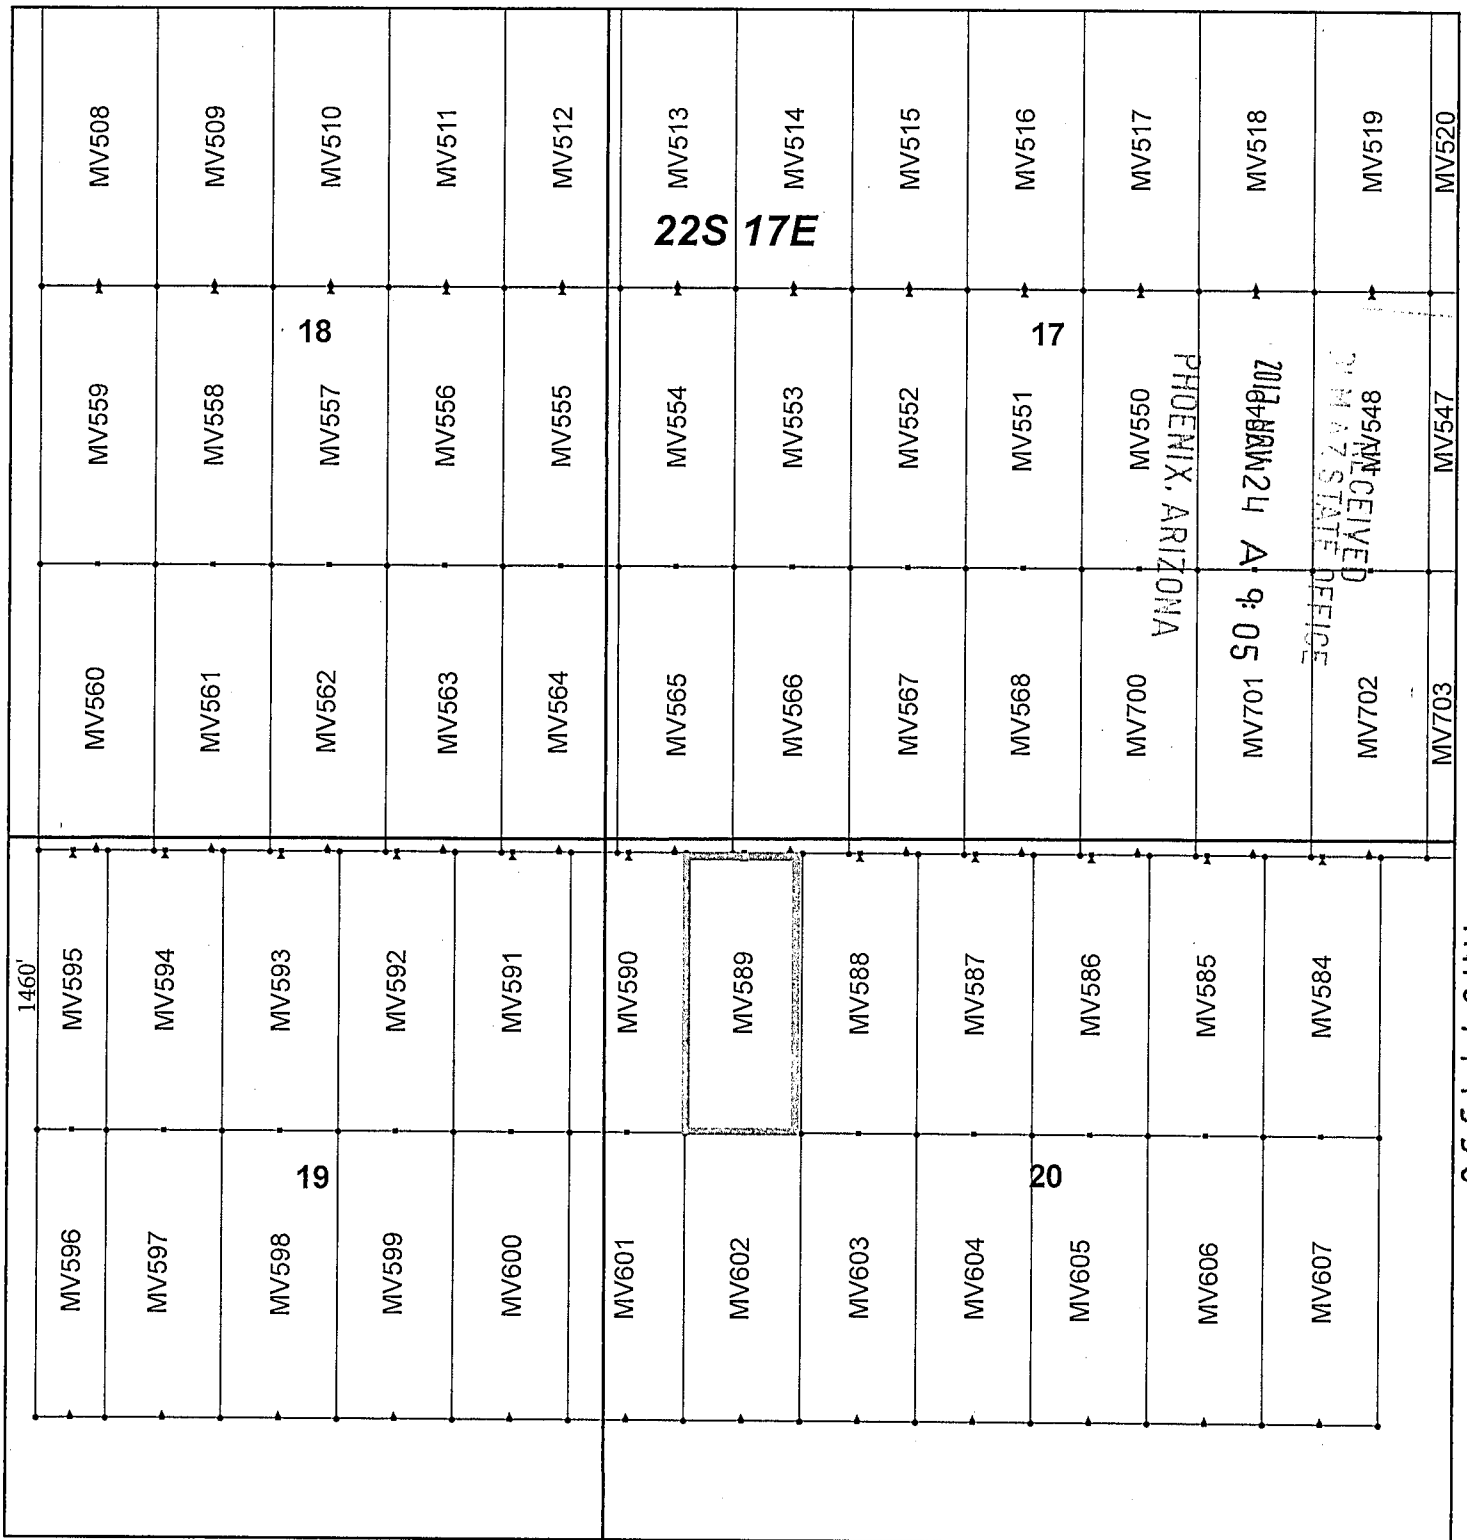 MV508 MV509 MV510 MV511 MV512 MV513 MV514 MV515 MV516 MV517 MV518 MV519 MV520
22S 17E
18 17
MV559 MV558 MV557 MV556 MV555 MV554 MV553 MV552 MV551 MV550 MV548 MV547
RECEIVED
AZ STATE OFFICE
24 A 9:05
PHOENIX, ARIZONA
MV560 MV561 MV562 MV563 MV564 MV565 MV566 MV567 MV568 MV700 MV701 MV702 MV703
1460'
MV595 MV594 MV593 MV592 MV591 MV590 MV589 MV588 MV587 MV586 MV585 MV584
19 20
MV596 MV597 MV598 MV599 MV600 MV601 MV602 MV603 MV604 MV605 MV606 MV607